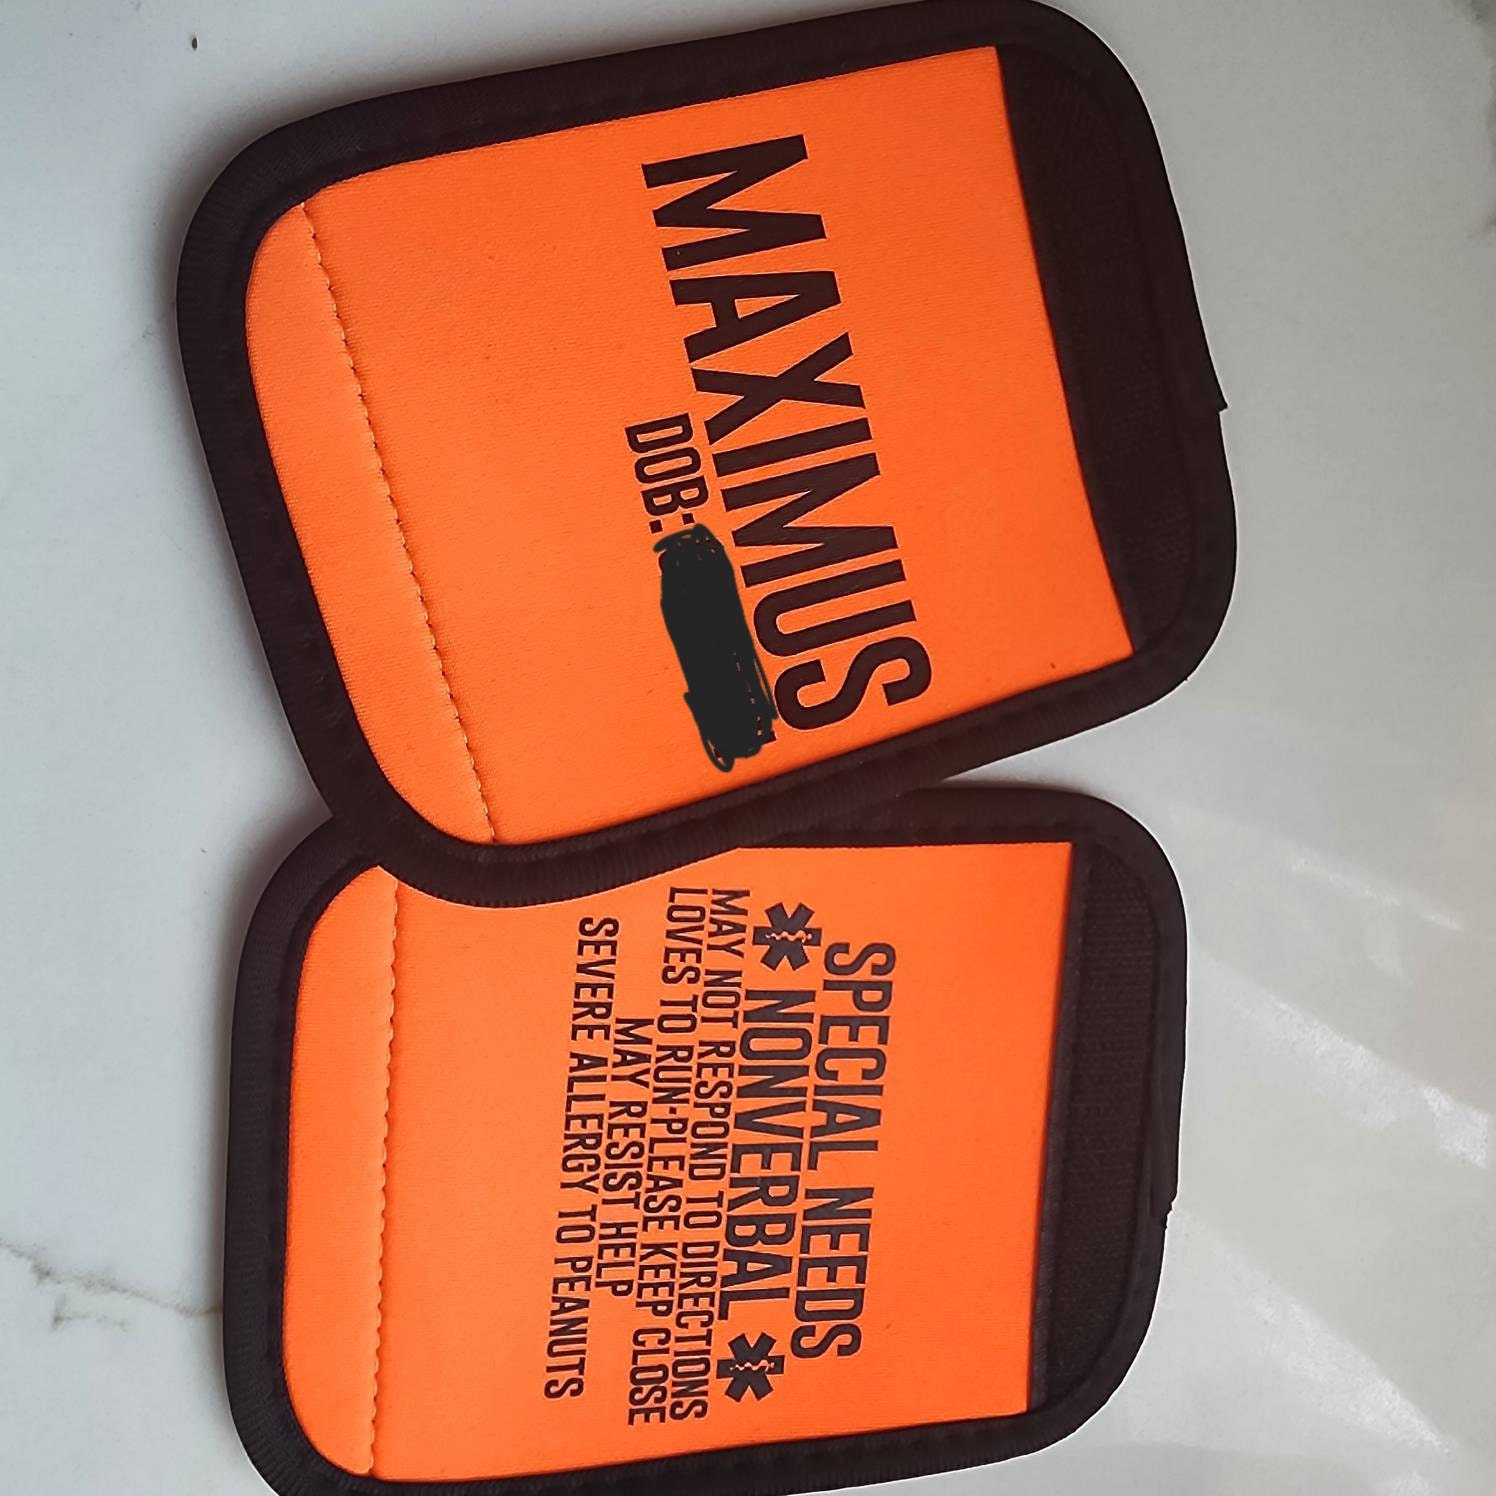 MAXIMUS
DOB:
SPECIAL NEEDS
NONVERBAL
MAY NOT RESPOND TO DIRECTIONS
LOVES TO RUN-PLEASE KEEP CLOSE
MAY RESIST HELP
SEVERE ALLERGY TO PEANUTS